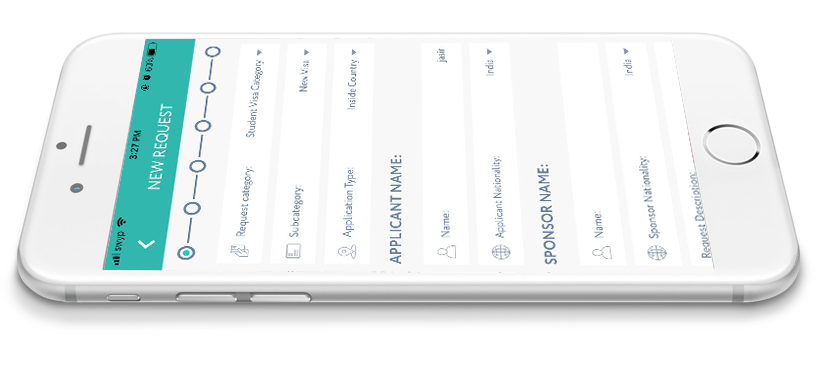 swyp 3:27 PM 63%
NEW REQUEST
Request category: Student Visa Category
Subcategory: New Visa
Application Type: Inside Country
APPLICANT NAME:
Name: jasir
Applicant Nationality: India
SPONSOR NAME:
Name:
Sponsor Nationality: India
Request Description: